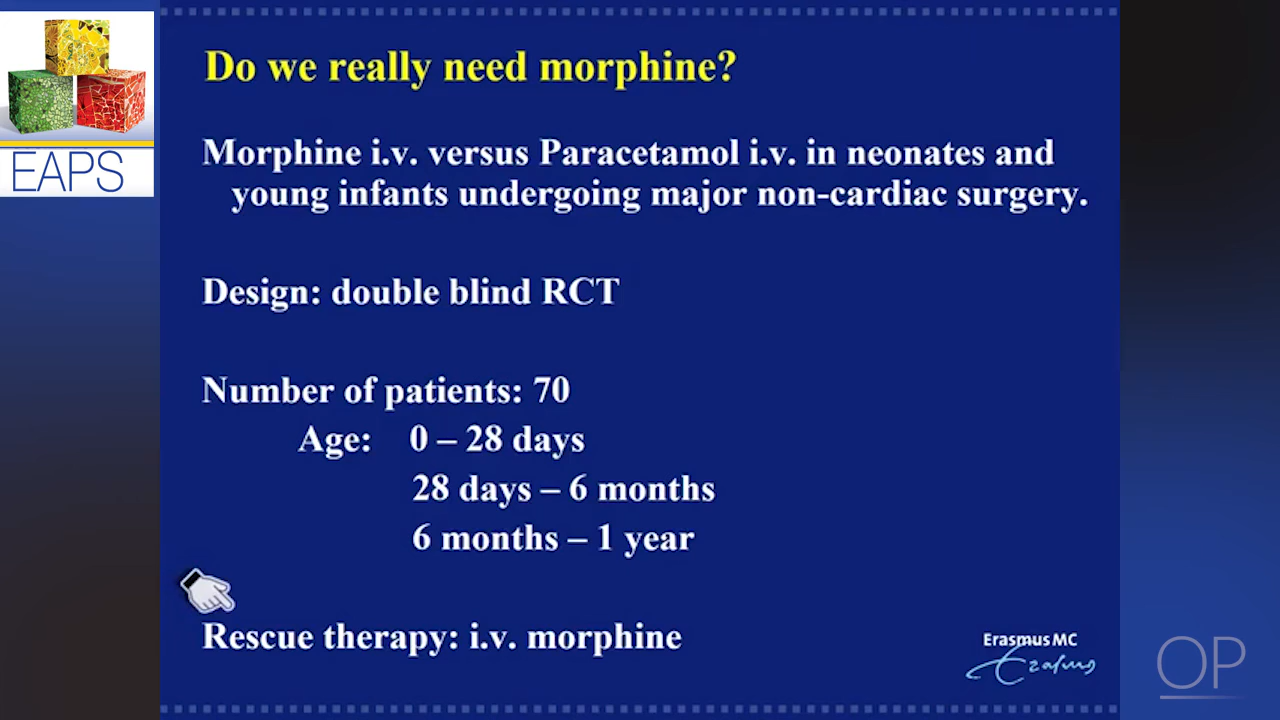 EAPS
Do we really need morphine?
Morphine i.v. versus Paracetamol i.v. in neonates and
young infants undergoing major non-cardiac surgery.
Design: double blind RCT
Number of patients: 70
Age: 0 – 28 days
28 days – 6 months
6 months – 1 year
Rescue therapy: i.v. morphine
Erasmus MC
Erasmus
OP